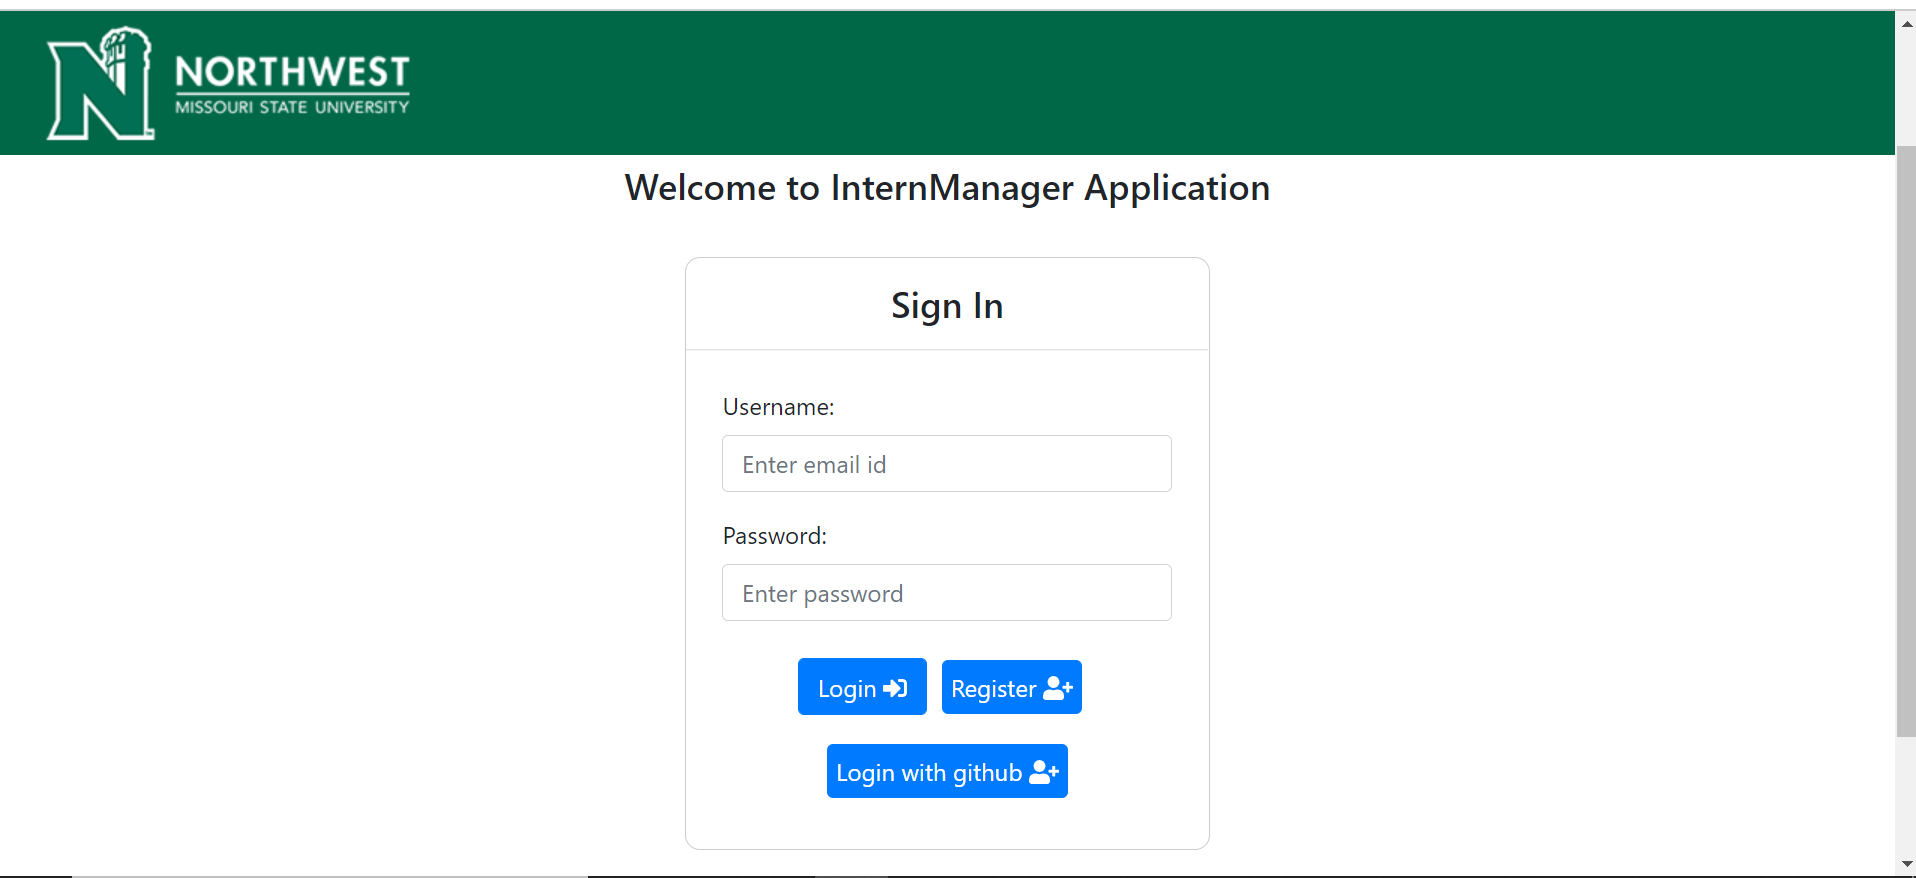 NORTHWEST
MISSOURI STATE UNIVERSITY
Welcome to InternManager Application
Sign In
Username:
Enter email id
Password:
Enter password
Login Register
Login with github